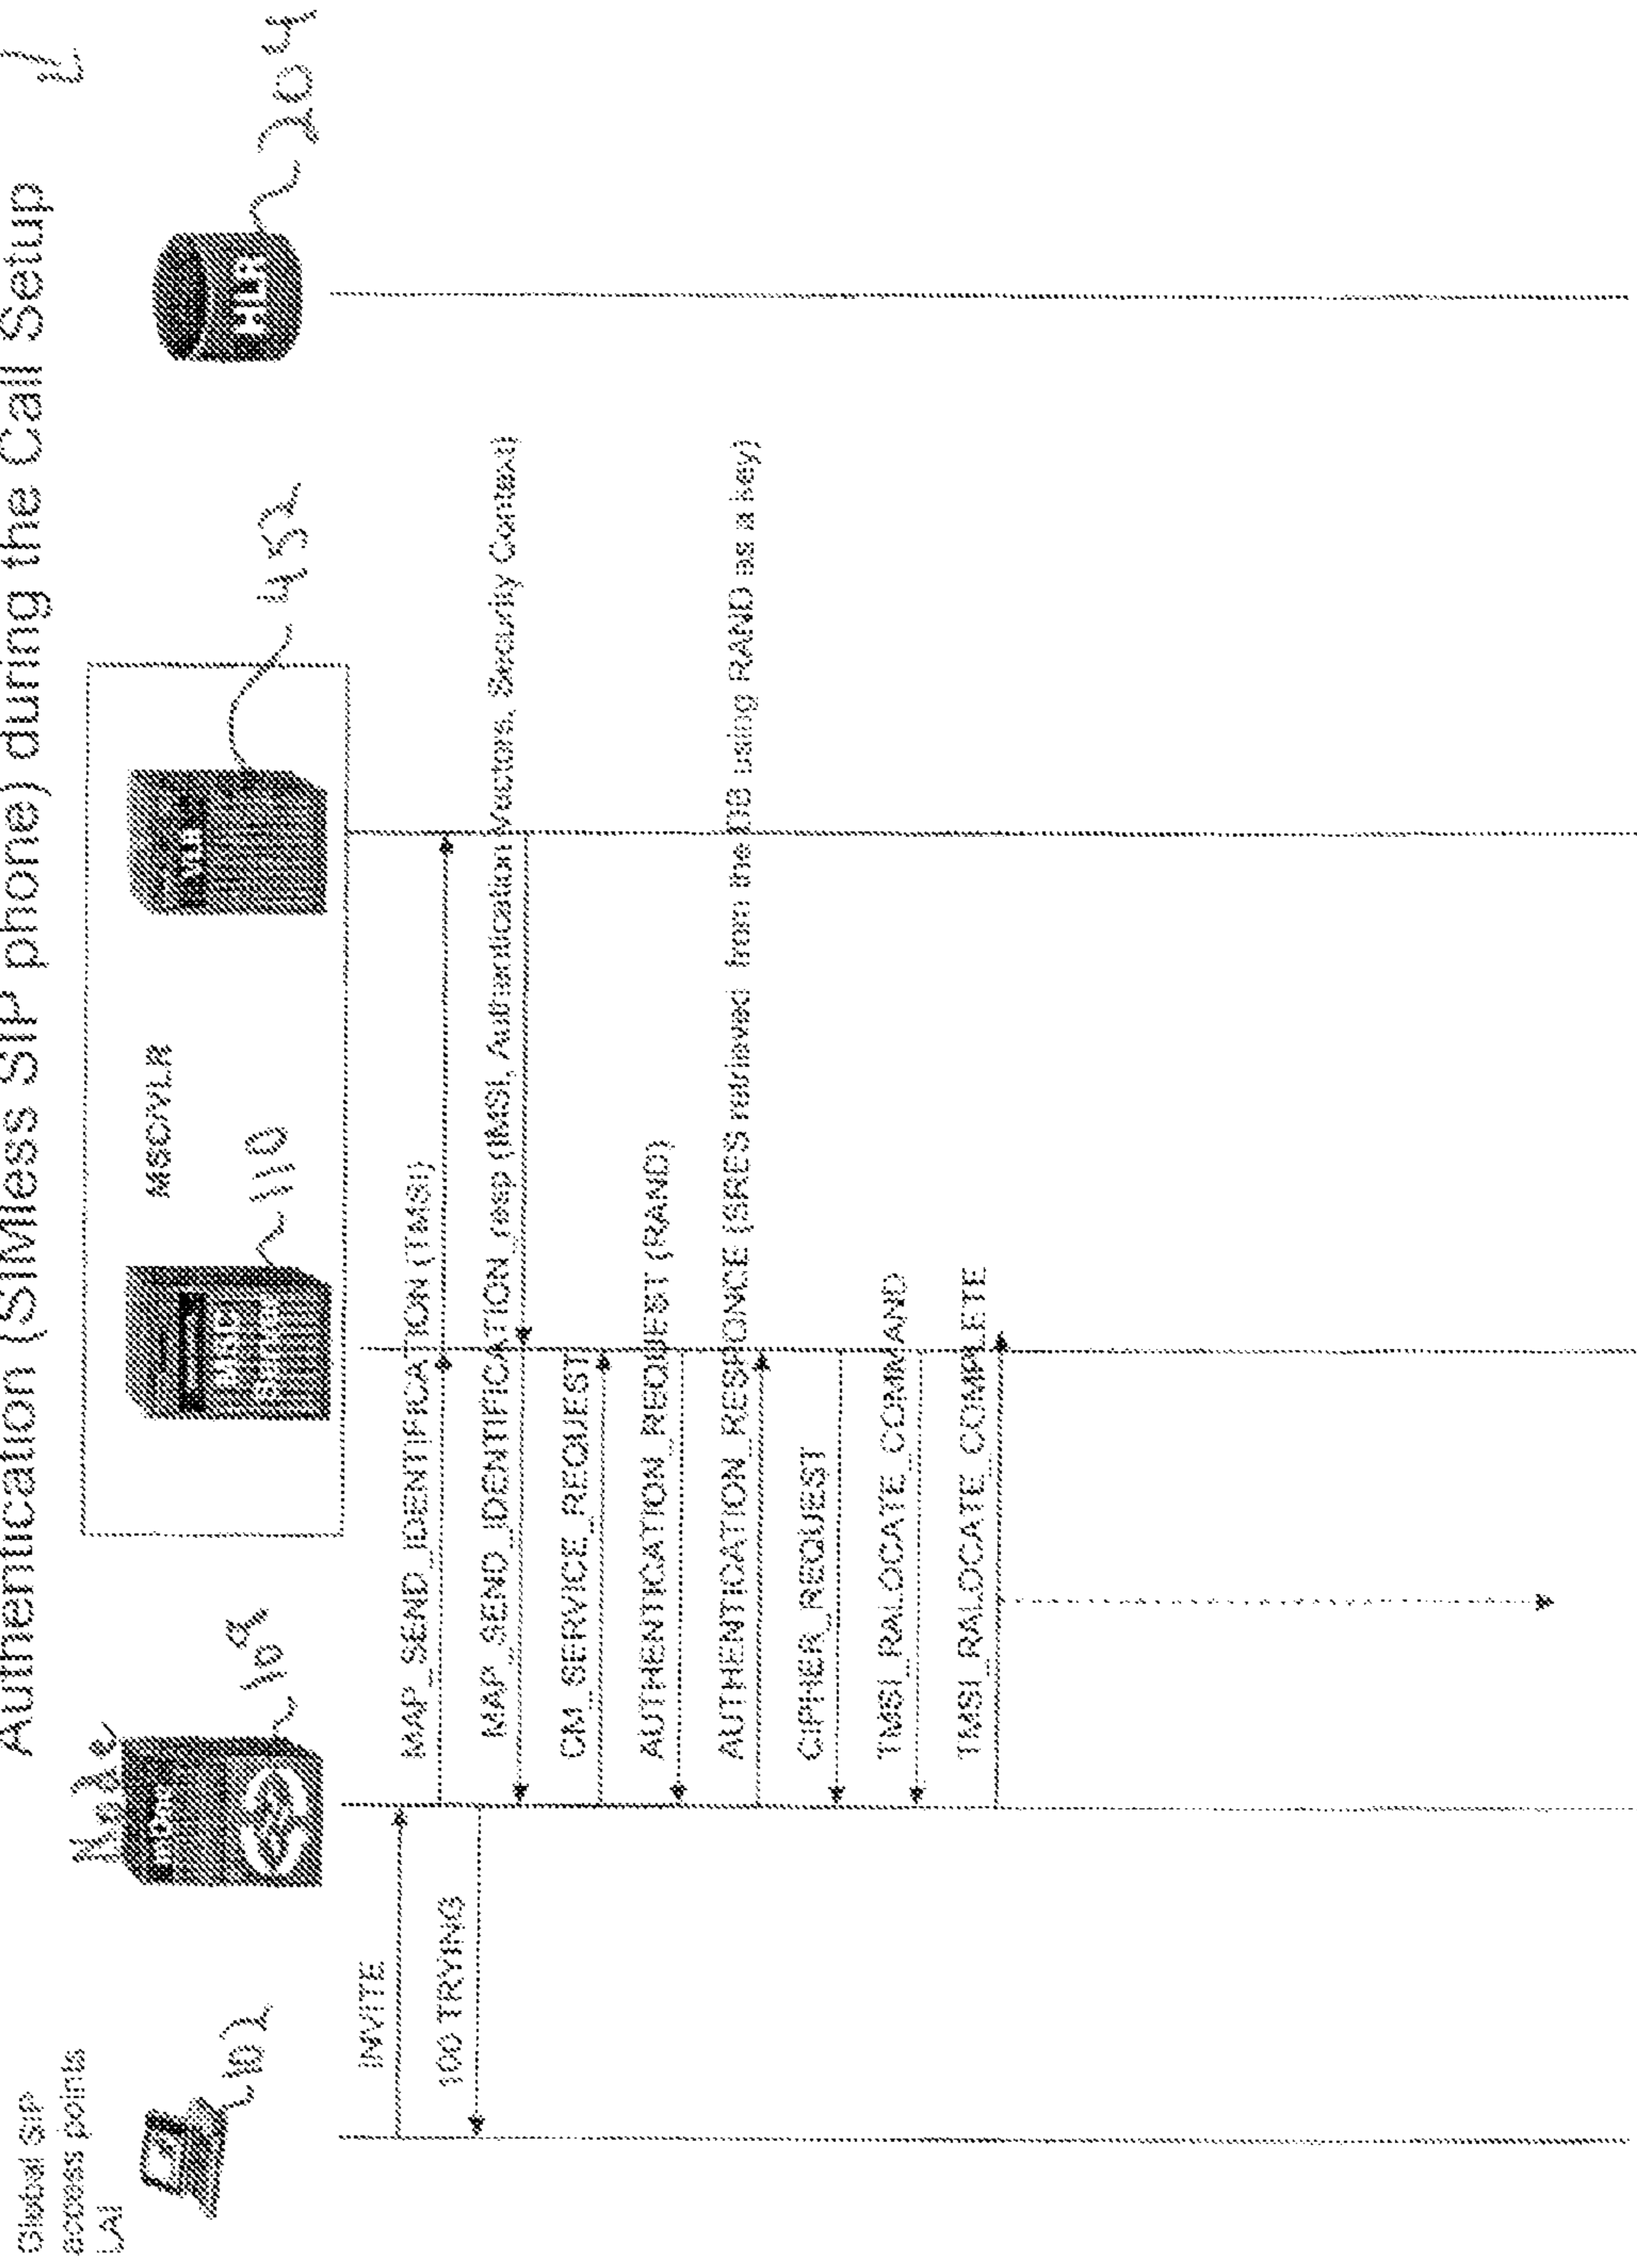 Authentication (SIMless SIP phone) during the Call Setup
Global SIP
access points
LAI
102
Node
109
MSC/VLR
110
452
HLR
204
INVITE
100 TRYING
MAP_SEND_IDENTIFICATION (TMSI)
MAP_SEND_IDENTIFICATION_resp (IMSI, Authentication Vectors, Security Context)
CM_SERVICE_REQUEST
AUTHENTICATION_REQUEST (RAND)
AUTHENTICATION_RESPONCE (SRES retrieved from the DB using RAND as a key)
CIPHER_REQUEST
TMSI_RALOCATE_COMMAND
TMSI_RALOCATE_COMPLETE